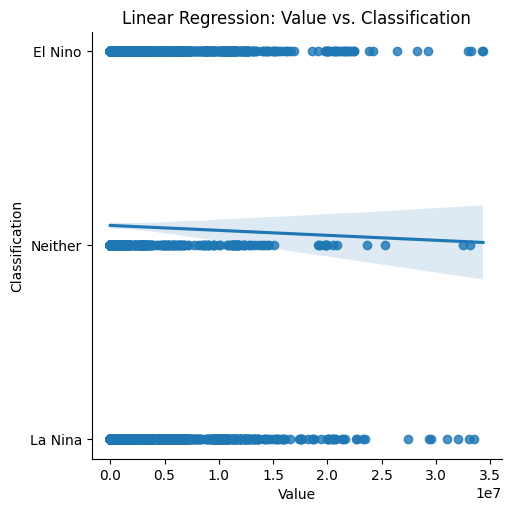 Linear Regression: Value vs. Classification
El Nino
Neither
La Nina
Classification
0.0 0.5 1.0 1.5 2.0 2.5 3.0 3.5
1e7
Value